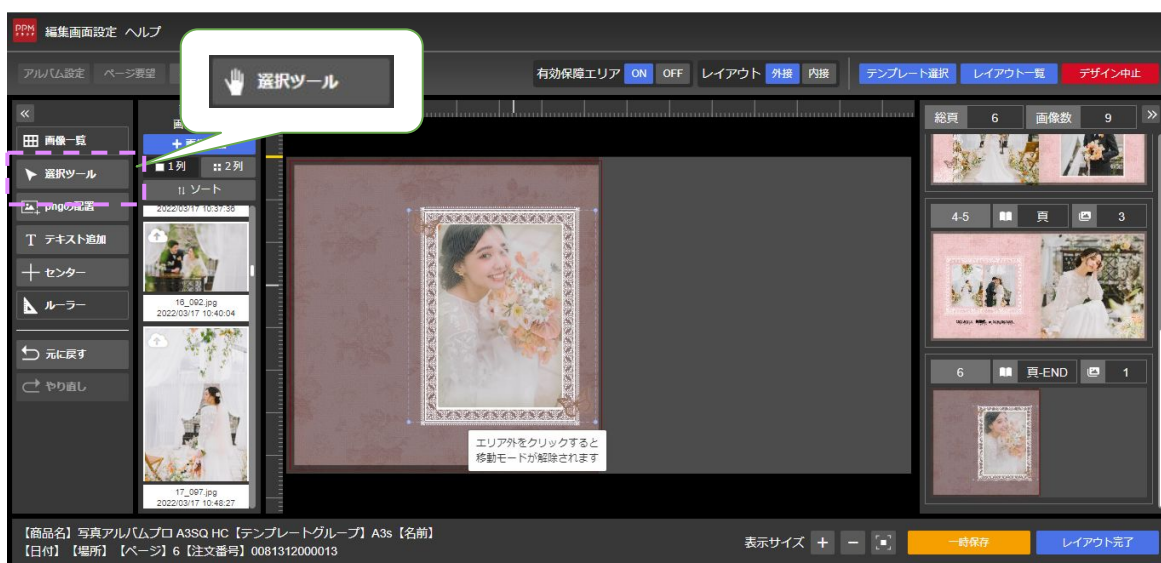 PPM 編集画面設定 ヘルプ
アルバム設定 ページ要望
選択ツール
有効保障エリア ON OFF レイアウト 外接 内接 テンプレート選択 レイアウト一覧 デザイン中止
画像一覧
選択ツール
pngの配置
テキスト追加
センター
ルーラー
元に戻す
やり直し
1列 2列
ソート
2022/03/17 10:37:36
16_092.jpg
2022/03/17 10:40:04
17_097.jpg
2022/03/17 10:48:27
エリア外をクリックすると
移動モードが解除されます
総頁 6 画像数 9
4-5 頁 3
6 頁-END 1
【商品名】写真アルバムプロ A3SQ HC【テンプレートグループ】A3s【名前】
【日付】【場所】【ページ】6【注文番号】0081312000013
表示サイズ + − 一時保存 レイアウト完了